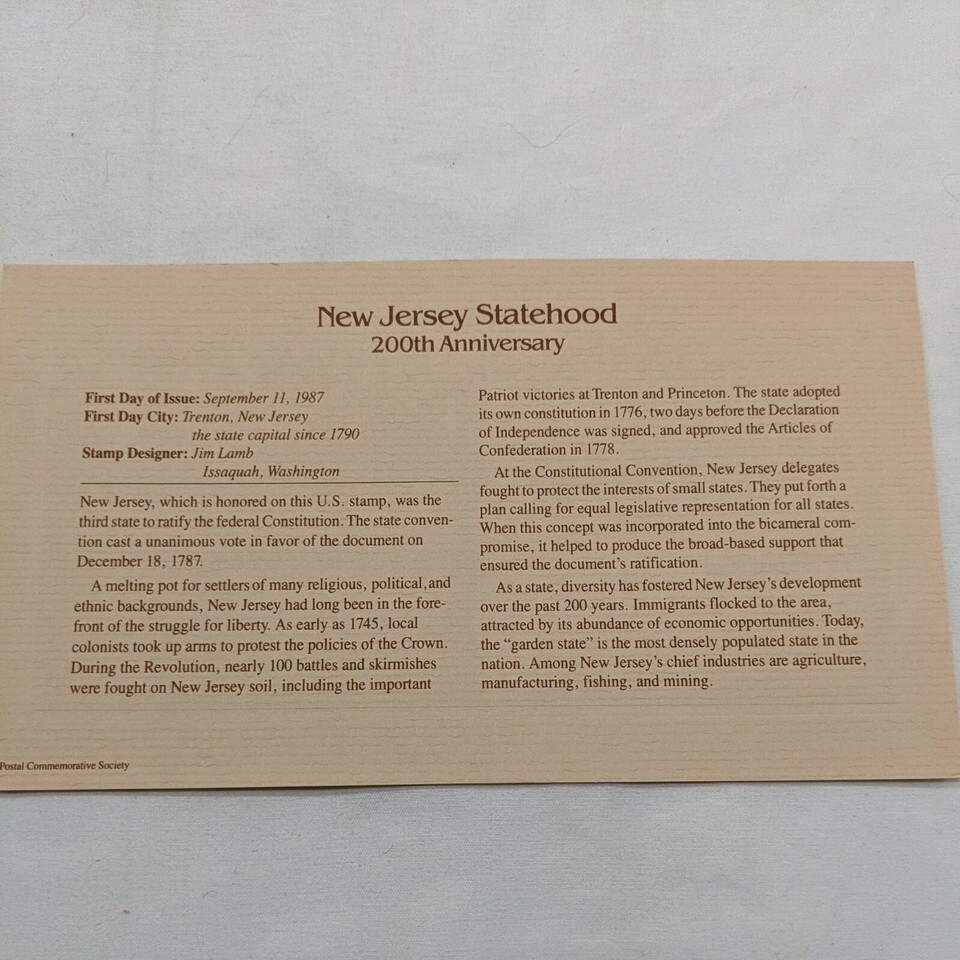 New Jersey Statehood
200th Anniversary
First Day of Issue: September 11, 1987
First Day City: Trenton, New Jersey
the state capital since 1790
Stamp Designer: Jim Lamb
Issaquah, Washington
New Jersey, which is honored on this U.S. stamp, was the
third state to ratify the federal Constitution. The state conven-
tion cast a unanimous vote in favor of the document on
December 18, 1787.
A melting pot for settlers of many religious, political, and
ethnic backgrounds, New Jersey had long been in the fore-
front of the struggle for liberty. As early as 1745, local
colonists took up arms to protest the policies of the Crown.
During the Revolution, nearly 100 battles and skirmishes
were fought on New Jersey soil, including the important
Patriot victories at Trenton and Princeton. The state adopted
its own constitution in 1776, two days before the Declaration
of Independence was signed, and approved the Articles of
Confederation in 1778.
At the Constitutional Convention, New Jersey delegates
fought to protect the interests of small states. They put forth a
plan calling for equal legislative representation for all states.
When this concept was incorporated into the bicameral com-
promise, it helped to produce the broad-based support that
ensured the document's ratification.
As a state, diversity has fostered New Jersey's development
over the past 200 years. Immigrants flocked to the area,
attracted by its abundance of economic opportunities. Today,
the "garden state" is the most densely populated state in the
nation. Among New Jersey's chief industries are agriculture,
manufacturing, fishing, and mining.
Postal Commemorative Society